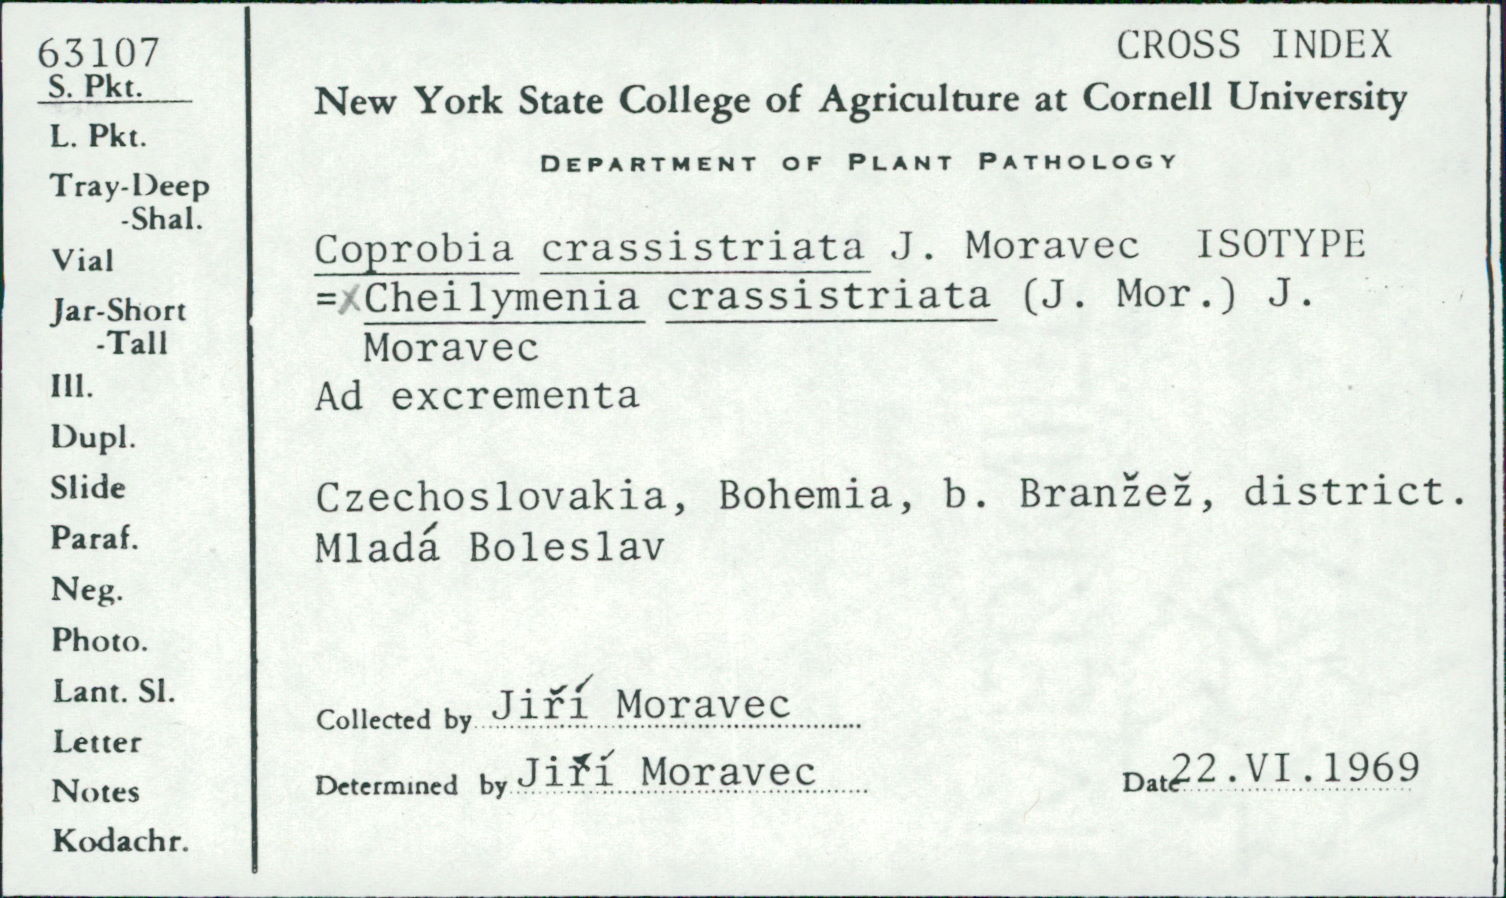 63107
S. Pkt.
L. Pkt.
Tray-Deep
-Shal.
Vial
Jar-Short
-Tall
Ill.
Dupl.
Slide
Paraf.
Neg.
Photo.
Lant. Sl.
Letter
Notes
Kodachr.
CROSS INDEX
New York State College of Agriculture at Cornell University
DEPARTMENT OF PLANT PATHOLOGY
Coprobia crassistriata J. Moravec ISOTYPE
=xCheilymenia crassistriata (J. Mor.) J.
Moravec
Ad excrementa
Czechoslovakia, Bohemia, b. Branžež, district.
Mladá Boleslav
Collected by Jiří Moravec
Determined by Jiří Moravec
Date 22.VI.1969